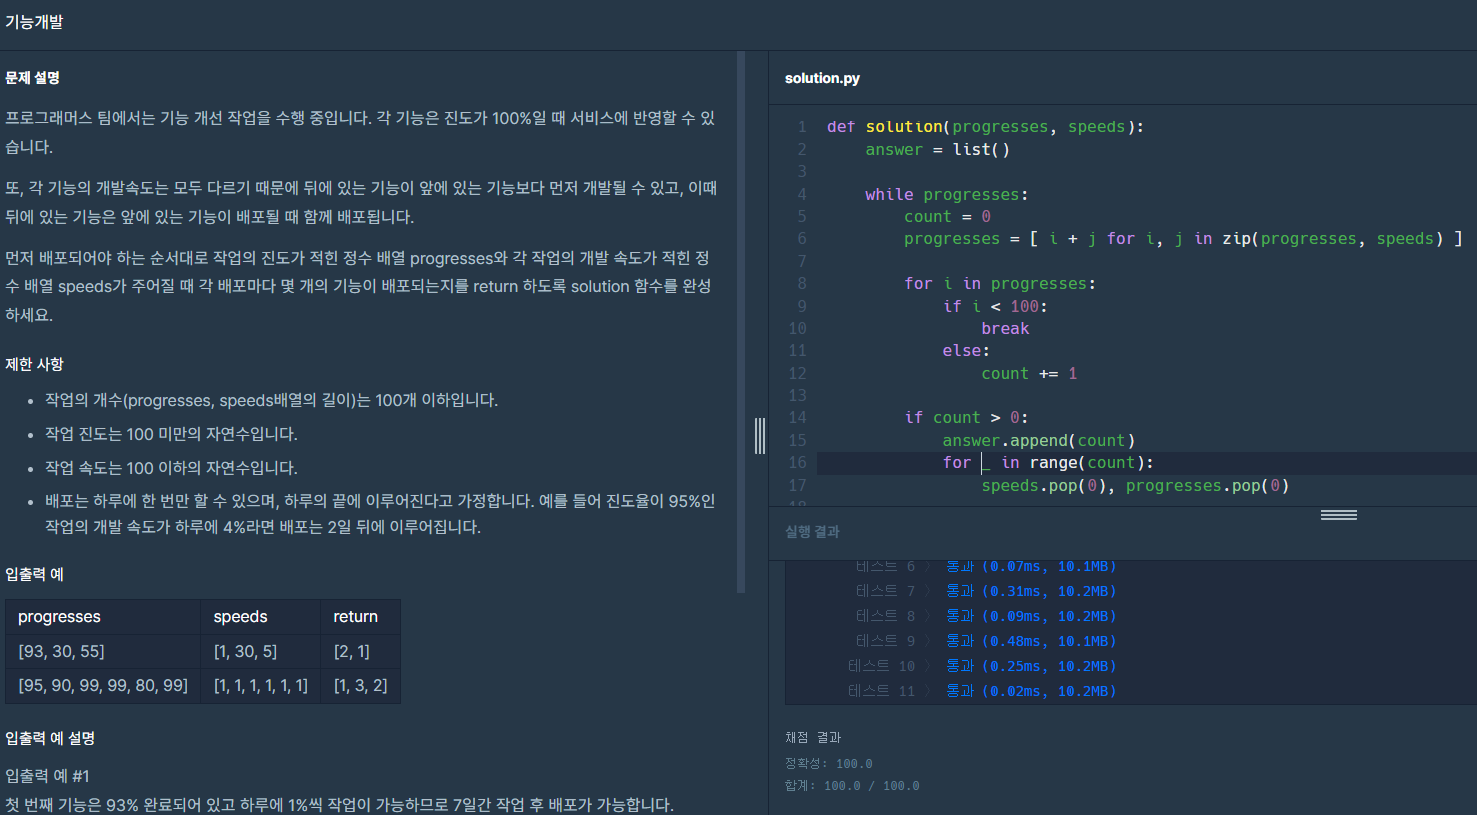 기능개발
문제 설명
프로그래머스 팀에서는 기능 개선 작업을 수행 중입니다. 각 기능은 진도가 100%일 때 서비스에 반영할 수 있
습니다.
또, 각 기능의 개발속도는 모두 다르기 때문에 뒤에 있는 기능이 앞에 있는 기능보다 먼저 개발될 수 있고, 이때
뒤에 있는 기능은 앞에 있는 기능이 배포될 때 함께 배포됩니다.
먼저 배포되어야 하는 순서대로 작업의 진도가 적힌 정수 배열 progresses와 각 작업의 개발 속도가 적힌 정
수 배열 speeds가 주어질 때 각 배포마다 몇 개의 기능이 배포되는지를 return 하도록 solution 함수를 완성
하세요.
제한 사항
• 작업의 개수(progresses, speeds배열의 길이)는 100개 이하입니다.
• 작업 진도는 100 미만의 자연수입니다.
• 작업 속도는 100 이하의 자연수입니다.
• 배포는 하루에 한 번만 할 수 있으며, 하루의 끝에 이루어진다고 가정합니다. 예를 들어 진도율이 95%인
작업의 개발 속도가 하루에 4%라면 배포는 2일 뒤에 이루어집니다.
입출력 예
progresses speeds return
[93, 30, 55] [1, 30, 5] [2, 1]
[95, 90, 99, 99, 80, 99] [1, 1, 1, 1, 1, 1] [1, 3, 2]
입출력 예 설명
입출력 예 #1
첫 번째 기능은 93% 완료되어 있고 하루에 1%씩 작업이 가능하므로 7일간 작업 후 배포가 가능합니다.
solution.py
1 def solution(progresses, speeds):
2     answer = list()
3
4     while progresses:
5         count = 0
6         progresses = [ i + j for i, j in zip(progresses, speeds) ]
7
8         for i in progresses:
9             if i < 100:
10                 break
11             else:
12                 count += 1
13
14         if count > 0:
15             answer.append(count)
16             for _ in range(count):
17                 speeds.pop(0), progresses.pop(0)
18
실행 결과
테스트 6 〉 통과 (0.07ms, 10.1MB)
테스트 7 〉 통과 (0.31ms, 10.2MB)
테스트 8 〉 통과 (0.09ms, 10.2MB)
테스트 9 〉 통과 (0.48ms, 10.1MB)
테스트 10 〉 통과 (0.25ms, 10.2MB)
테스트 11 〉 통과 (0.02ms, 10.2MB)
채점 결과
정확성: 100.0
합계: 100.0 / 100.0